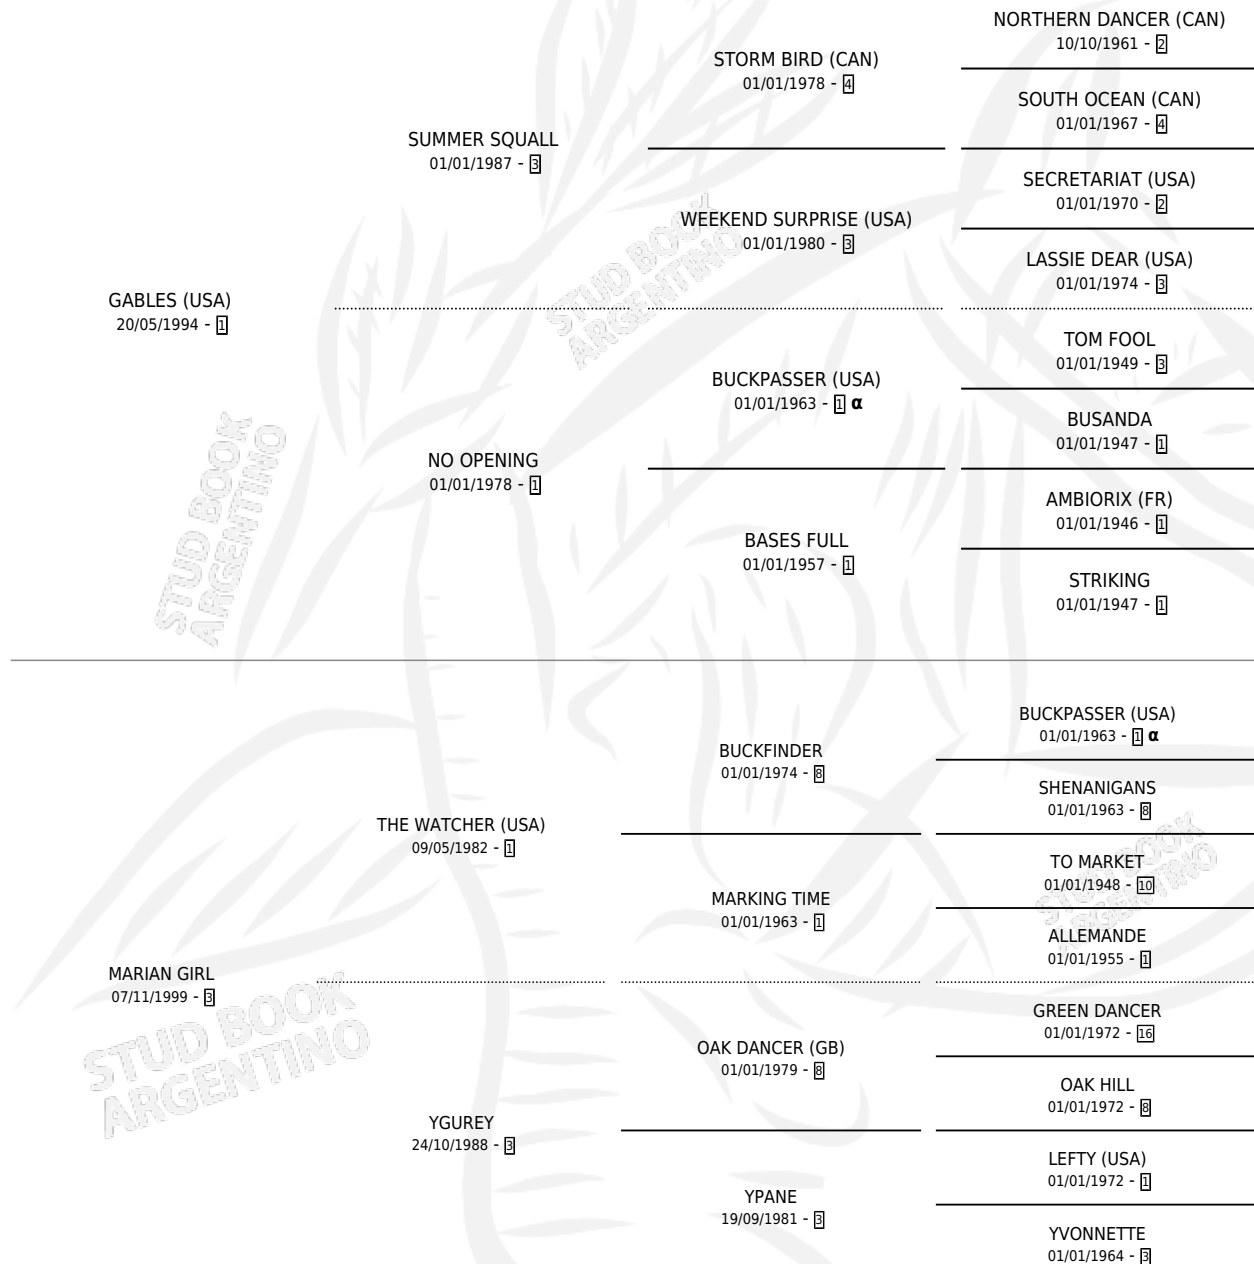 NORTHERN DANCER (CAN)
10/10/1961 - 2
STORM BIRD (CAN)
01/01/1978 - 4
SOUTH OCEAN (CAN)
01/01/1967 - 4
SUMMER SQUALL
01/01/1987 - 3
SECRETARIAT (USA)
01/01/1970 - 2
WEEKEND SURPRISE (USA)
01/01/1980 - 3
LASSIE DEAR (USA)
01/01/1974 - 3
GABLES (USA)
20/05/1994 - 1
TOM FOOL
01/01/1949 - 3
BUCKPASSER (USA)
01/01/1963 - 1 α
BUSANDA
01/01/1947 - 1
NO OPENING
01/01/1978 - 1
AMBIORIX (FR)
01/01/1946 - 1
BASES FULL
01/01/1957 - 1
STRIKING
01/01/1947 - 1
BUCKPASSER (USA)
01/01/1963 - 1 α
BUCKFINDER
01/01/1974 - 8
SHENANIGANS
01/01/1963 - 8
THE WATCHER (USA)
09/05/1982 - 1
TO MARKET
01/01/1948 - 10
MARKING TIME
01/01/1963 - 1
ALLEMANDE
01/01/1955 - 1
MARIAN GIRL
07/11/1999 - 3
GREEN DANCER
01/01/1972 - 16
OAK DANCER (GB)
01/01/1979 - 8
OAK HILL
01/01/1972 - 8
YGUREY
24/10/1988 - 3
LEFTY (USA)
01/01/1972 - 1
YPANE
19/09/1981 - 3
YVONNETTE
01/01/1964 - 3
STUD BOOK
ARGENTINO
STUD BOOK
ARGENTINO
STUD BOOK
ARGENTINO
STUD BOOK
ARGENTINO